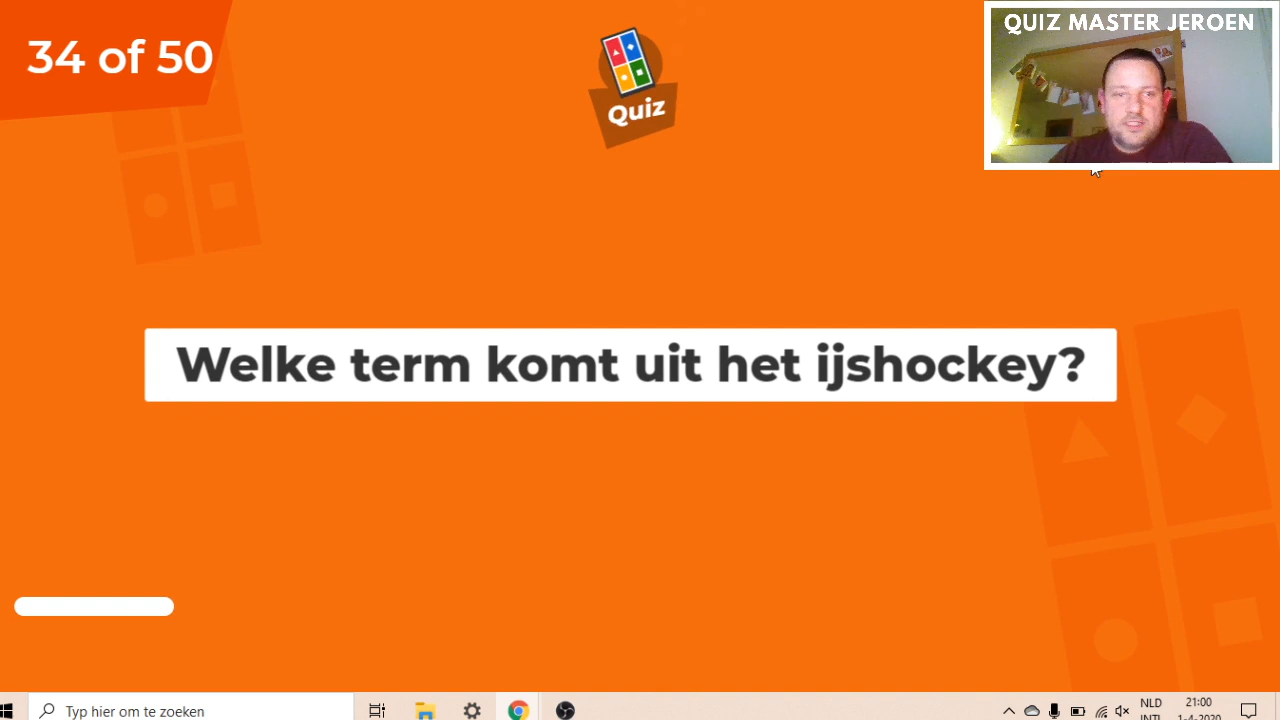 34 of 50
Quiz
QUIZ MASTER JEROEN
Welke term komt uit het ijshockey?
Typ hier om te zoeken
NLD
INTL
21:00
1-4-2020